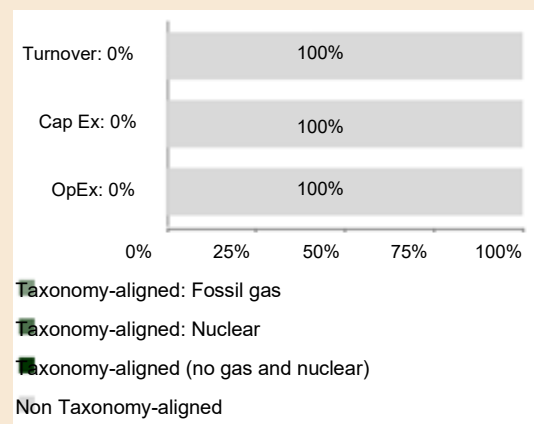 Turnover: 0% 100%
Cap Ex: 0% 100%
OpEx: 0% 100%
0% 25% 50% 75% 100%
Taxonomy-aligned: Fossil gas
Taxonomy-aligned: Nuclear
Taxonomy-aligned (no gas and nuclear)
Non Taxonomy-aligned